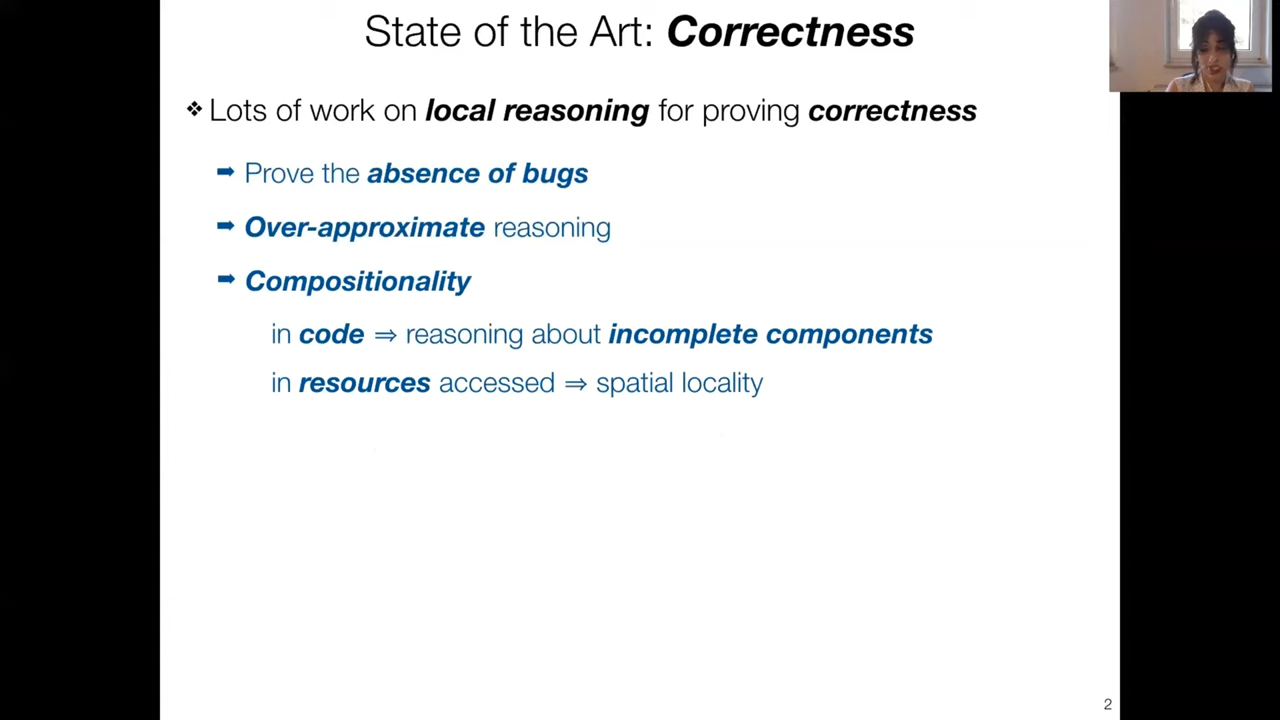 State of the Art: Correctness
❖ Lots of work on local reasoning for proving correctness
➡ Prove the absence of bugs
➡ Over-approximate reasoning
➡ Compositionality
in code ⇒ reasoning about incomplete components
in resources accessed ⇒ spatial locality
2